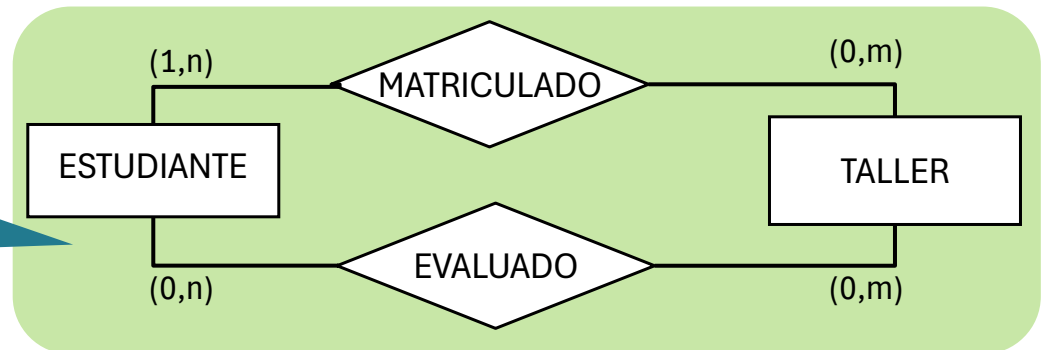 (1,n)
(0,m)
MATRICULADO
ESTUDIANTE
TALLER
EVALUADO
(0,n)
(0,m)